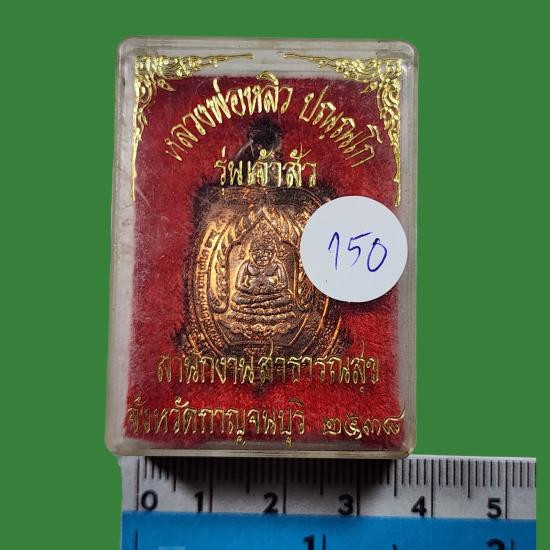 หลวงพ่อหลิว ปณฺณโก
รุ่นเจ้าสัว
150
สำนักงานสาธารณสุข
จังหวัดกาญจนบุรี ๒๕๓๘
0 1 2 3 4 5